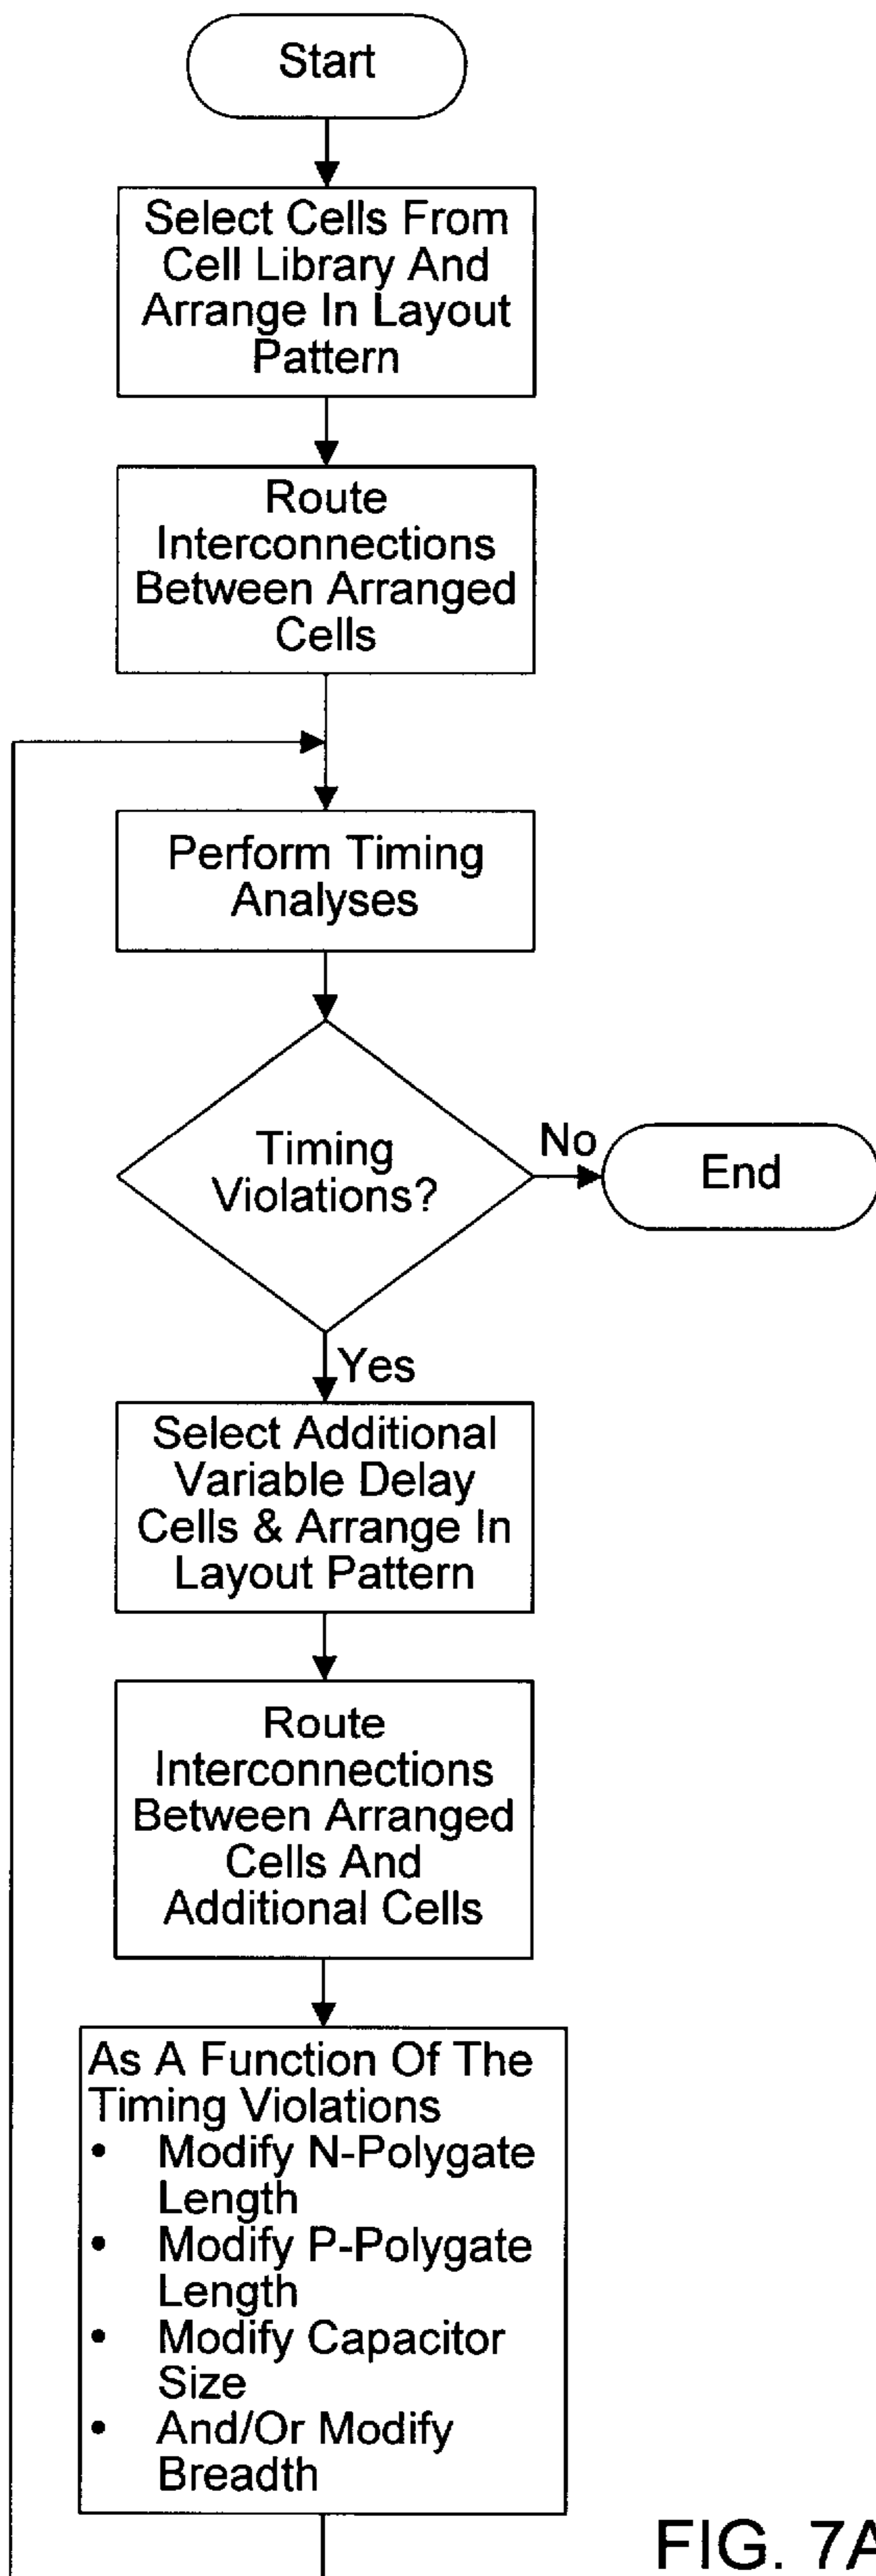 Start
Select Cells From
Cell Library And
Arrange In Layout
Pattern
Route
Interconnections
Between Arranged
Cells
Perform Timing
Analyses
Timing
Violations?
No
End
Yes
Select Additional
Variable Delay
Cells & Arrange In
Layout Pattern
Route
Interconnections
Between Arranged
Cells And
Additional Cells
As A Function Of The
Timing Violations
• Modify N-Polygate
Length
• Modify P-Polygate
Length
• Modify Capacitor
Size
• And/Or Modify
Breadth
FIG. 7A